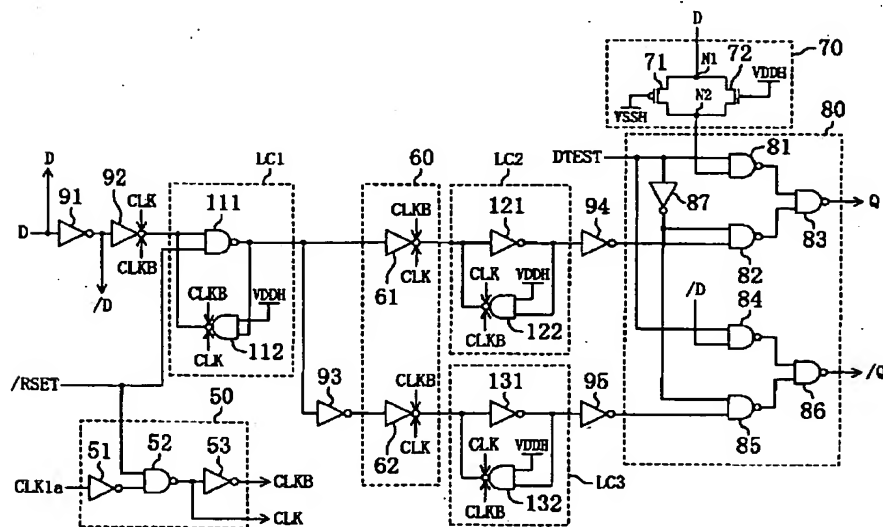 D
70
71
N1
72
VDDH
N2
VSSH
80
81
DTEST
87
Q
83
82
/D
84
/Q
86
85
LC1
60
LC2
D
91
92
CLK
111
CLKB
121
94
D
CLKB
CLK
61
CLK
VDDH
/D
CLKB
VDDH
CLK
112
CLKB
122
/RSET
93
CLKB
131
95
50
51
52
53
CLK
62
CLK
VDDH
CLK1a
CLKB
CLK
CLKB
132
LC3